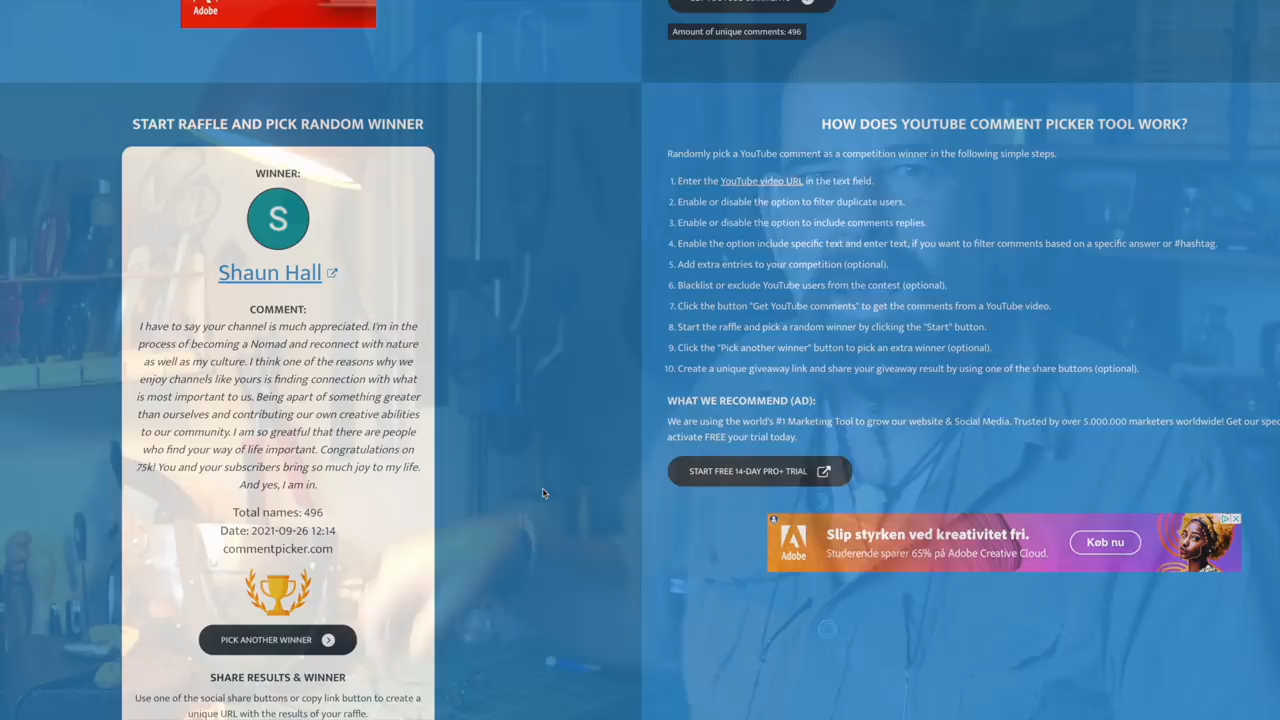 Adobe
Amount of unique comments: 496
START RAFFLE AND PICK RANDOM WINNER
WINNER:
S
Shaun Hall
COMMENT:
I have to say your channel is much appreciated. I'm in the
process of becoming a Nomad and reconnect with nature
as well as my culture. I think one of the reasons why we
enjoy channels like yours is finding connection with what
is most important to us. Being apart of something greater
than ourselves and contributing our own creative abilities
to our community. I am so greatful that there are people
who find your way of life important. Congratulations on
75k! You and your subscribers bring so much joy to my life.
And yes, I am in.
Total names: 496
Date: 2021-09-26 12:14
commentpicker.com
PICK ANOTHER WINNER
SHARE RESULTS & WINNER
Use one of the social share buttons or copy link button to create a
unique URL with the results of your raffle.
HOW DOES YOUTUBE COMMENT PICKER TOOL WORK?
Randomly pick a YouTube comment as a competition winner in the following simple steps.
1. Enter the YouTube video URL in the text field.
2. Enable or disable the option to filter duplicate users.
3. Enable or disable the option to include comments replies.
4. Enable the option include specific text and enter text, if you want to filter comments based on a specific answer or #hashtag.
5. Add extra entries to your competition (optional).
6. Blacklist or exclude YouTube users from the contest (optional).
7. Click the button "Get YouTube comments" to get the comments from a YouTube video.
8. Start the raffle and pick a random winner by clicking the "Start" button.
9. Click the "Pick another winner" button to pick an extra winner (optional).
10. Create a unique giveaway link and share your giveaway result by using one of the share buttons (optional).
WHAT WE RECOMMEND (AD):
We are using the world's #1 Marketing Tool to grow our website & Social Media. Trusted by over 5.000.000 marketers worldwide! Get our
activate FREE your trial today.
START FREE 14-DAY PRO+ TRIAL
Adobe
Slip styrken ved kreativitet fri.
Studerende sparer 65% på Adobe Creative Cloud.
Køb nu